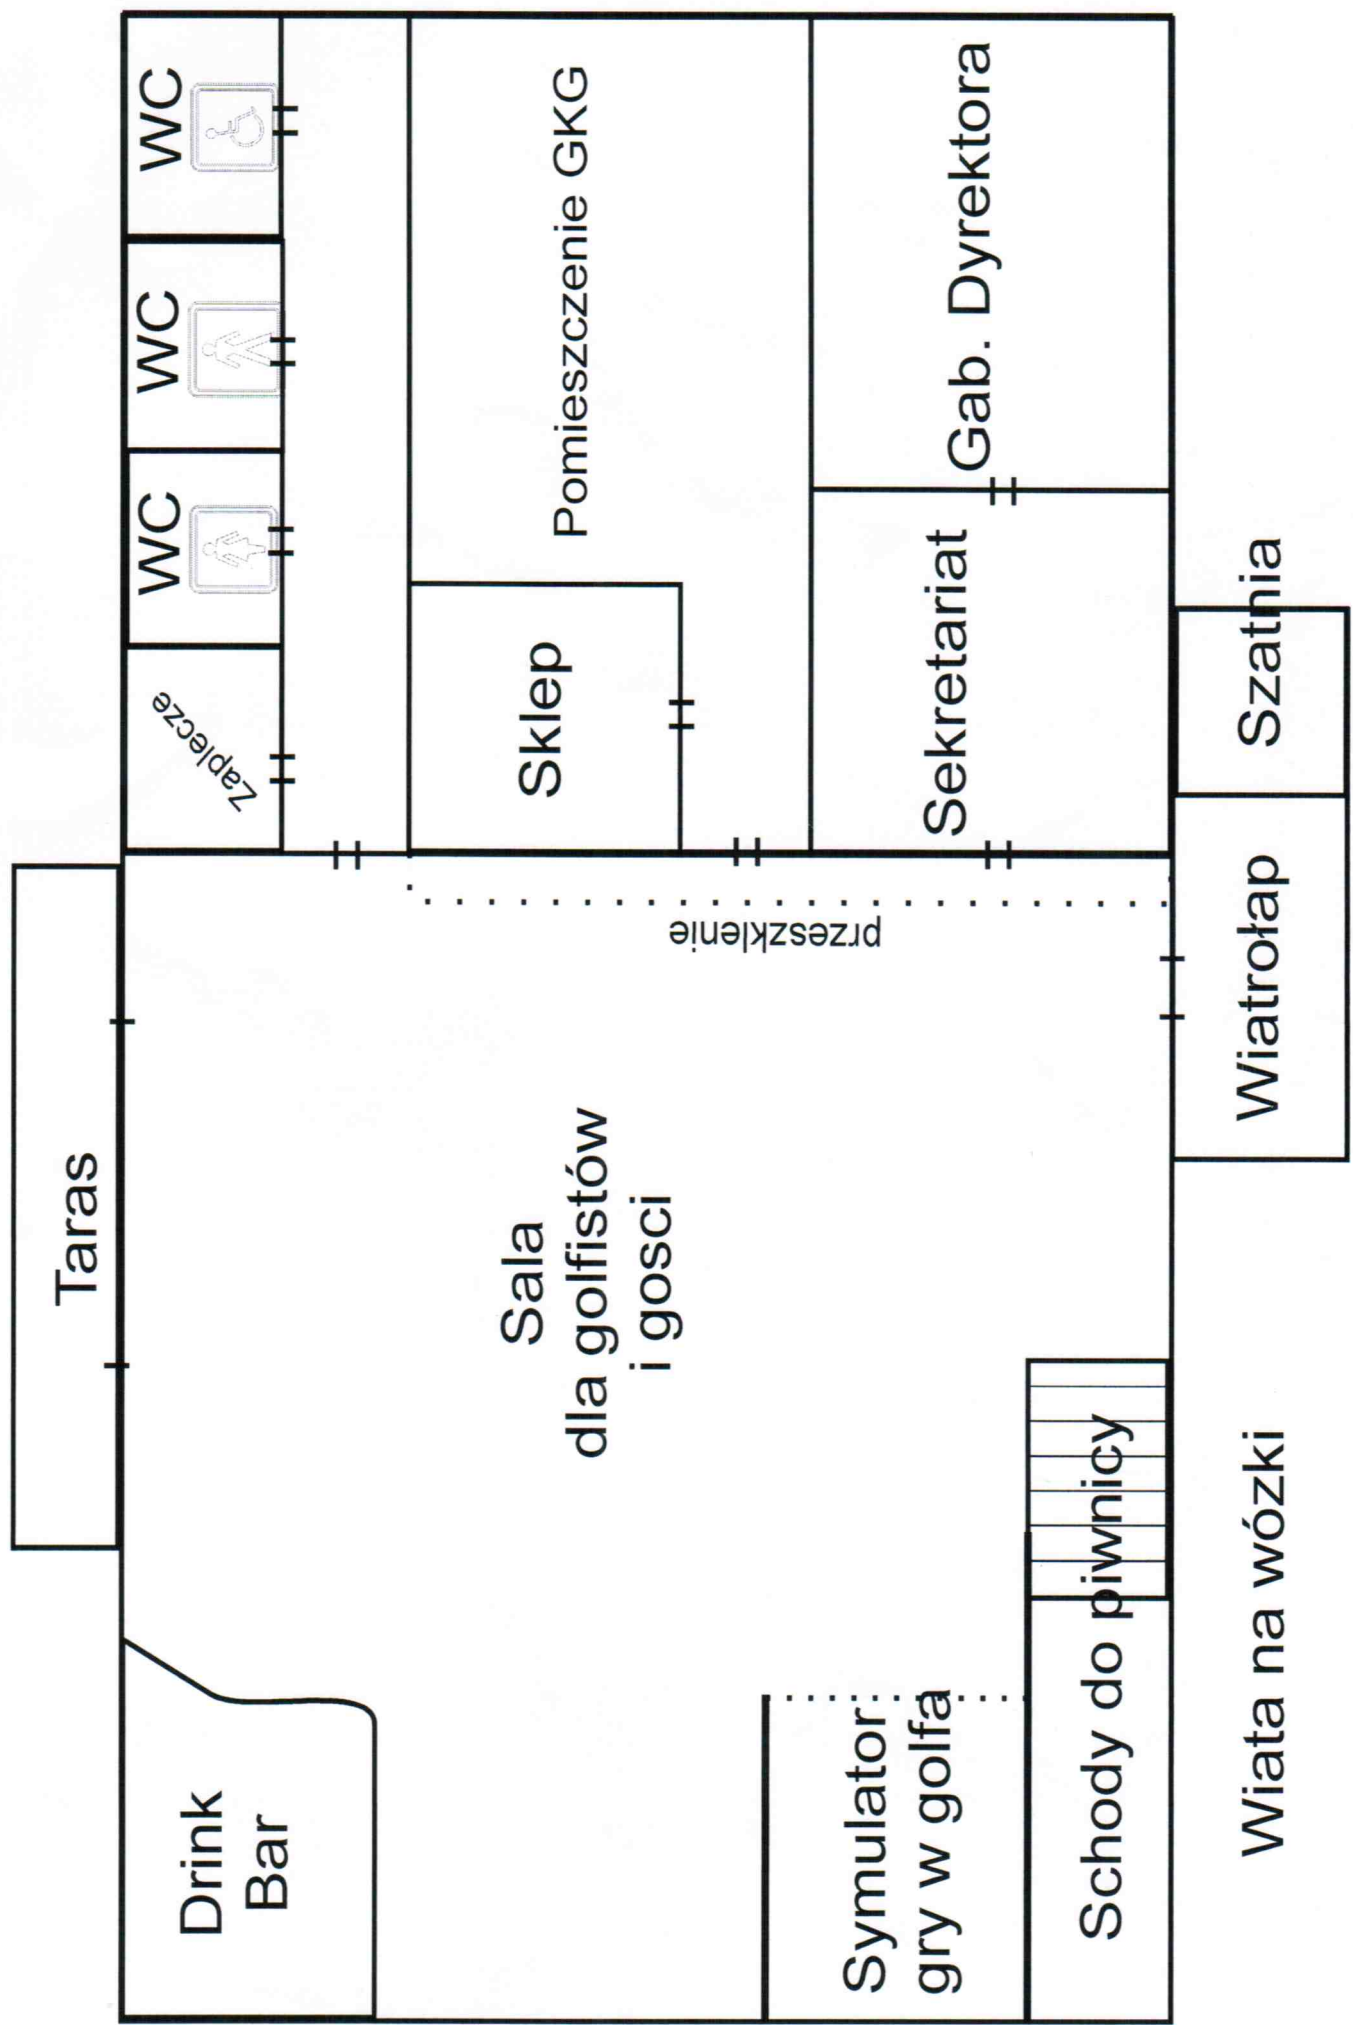 Taras
Drink
Bar
Zaplecze
WC
WC
WC
Sala
dla golfistów
i gosci
przeszklenie
Sklep
Pomieszczenie GKG
Symulator
gry w golfa
Sekretariat
Gab. Dyrektora
Schody do piwnicy
Wiata na wózki
Wiatrołap
Szatnia